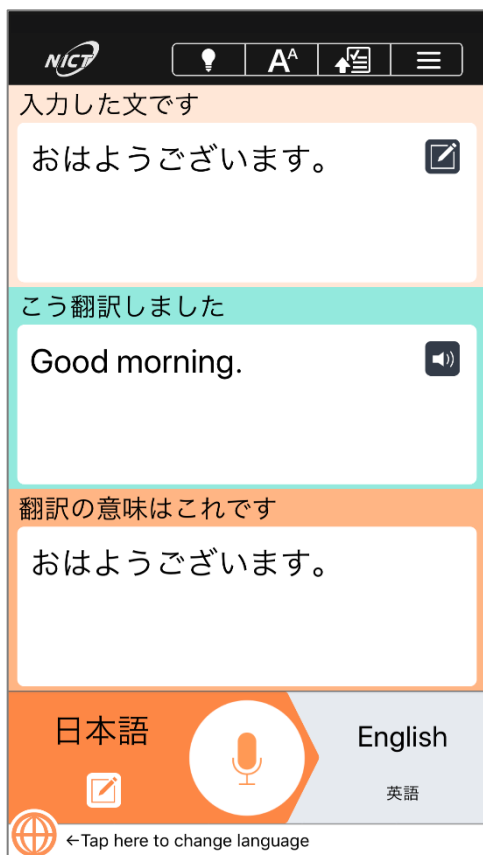 NICT
AA
入力した文です
おはようございます。
こう翻訳しました
Good morning.
翻訳の意味はこれです
おはようございます。
日本語
English
英語
←Tap here to change language